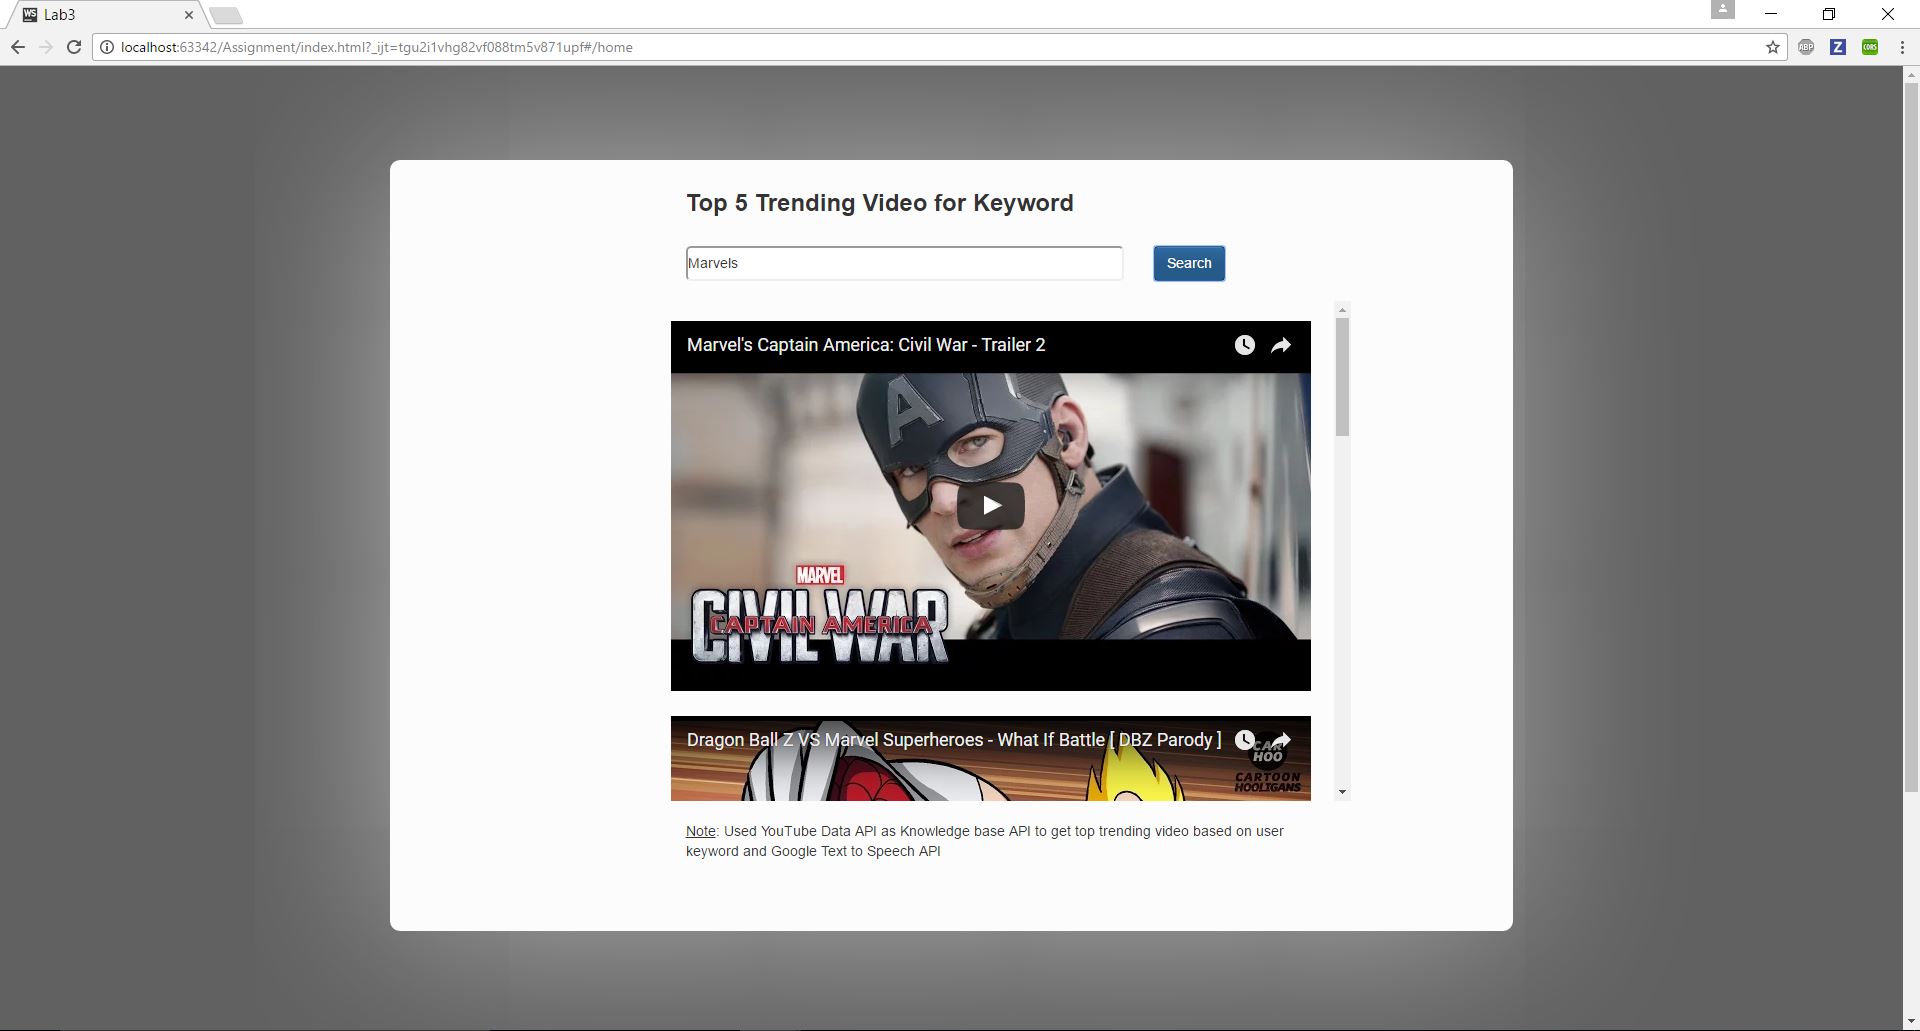 WS
Lab3
localhost:63342/Assignment/index.html?_ijt=tgu2i1vhg82vf088tm5v871upf#/home
ABP
Z
CORS
Top 5 Trending Video for Keyword
Marvels
Search
Marvel's Captain America: Civil War - Trailer 2
A
MARVEL
CIVIL WAR
CAPTAIN AMERICA
Dragon Ball Z VS Marvel Superheroes - What If Battle [ DBZ Parody ]
CAR
HOO
CARTOON
HOOLIGANS
Note: Used YouTube Data API as Knowledge base API to get top trending video based on user
keyword and Google Text to Speech API